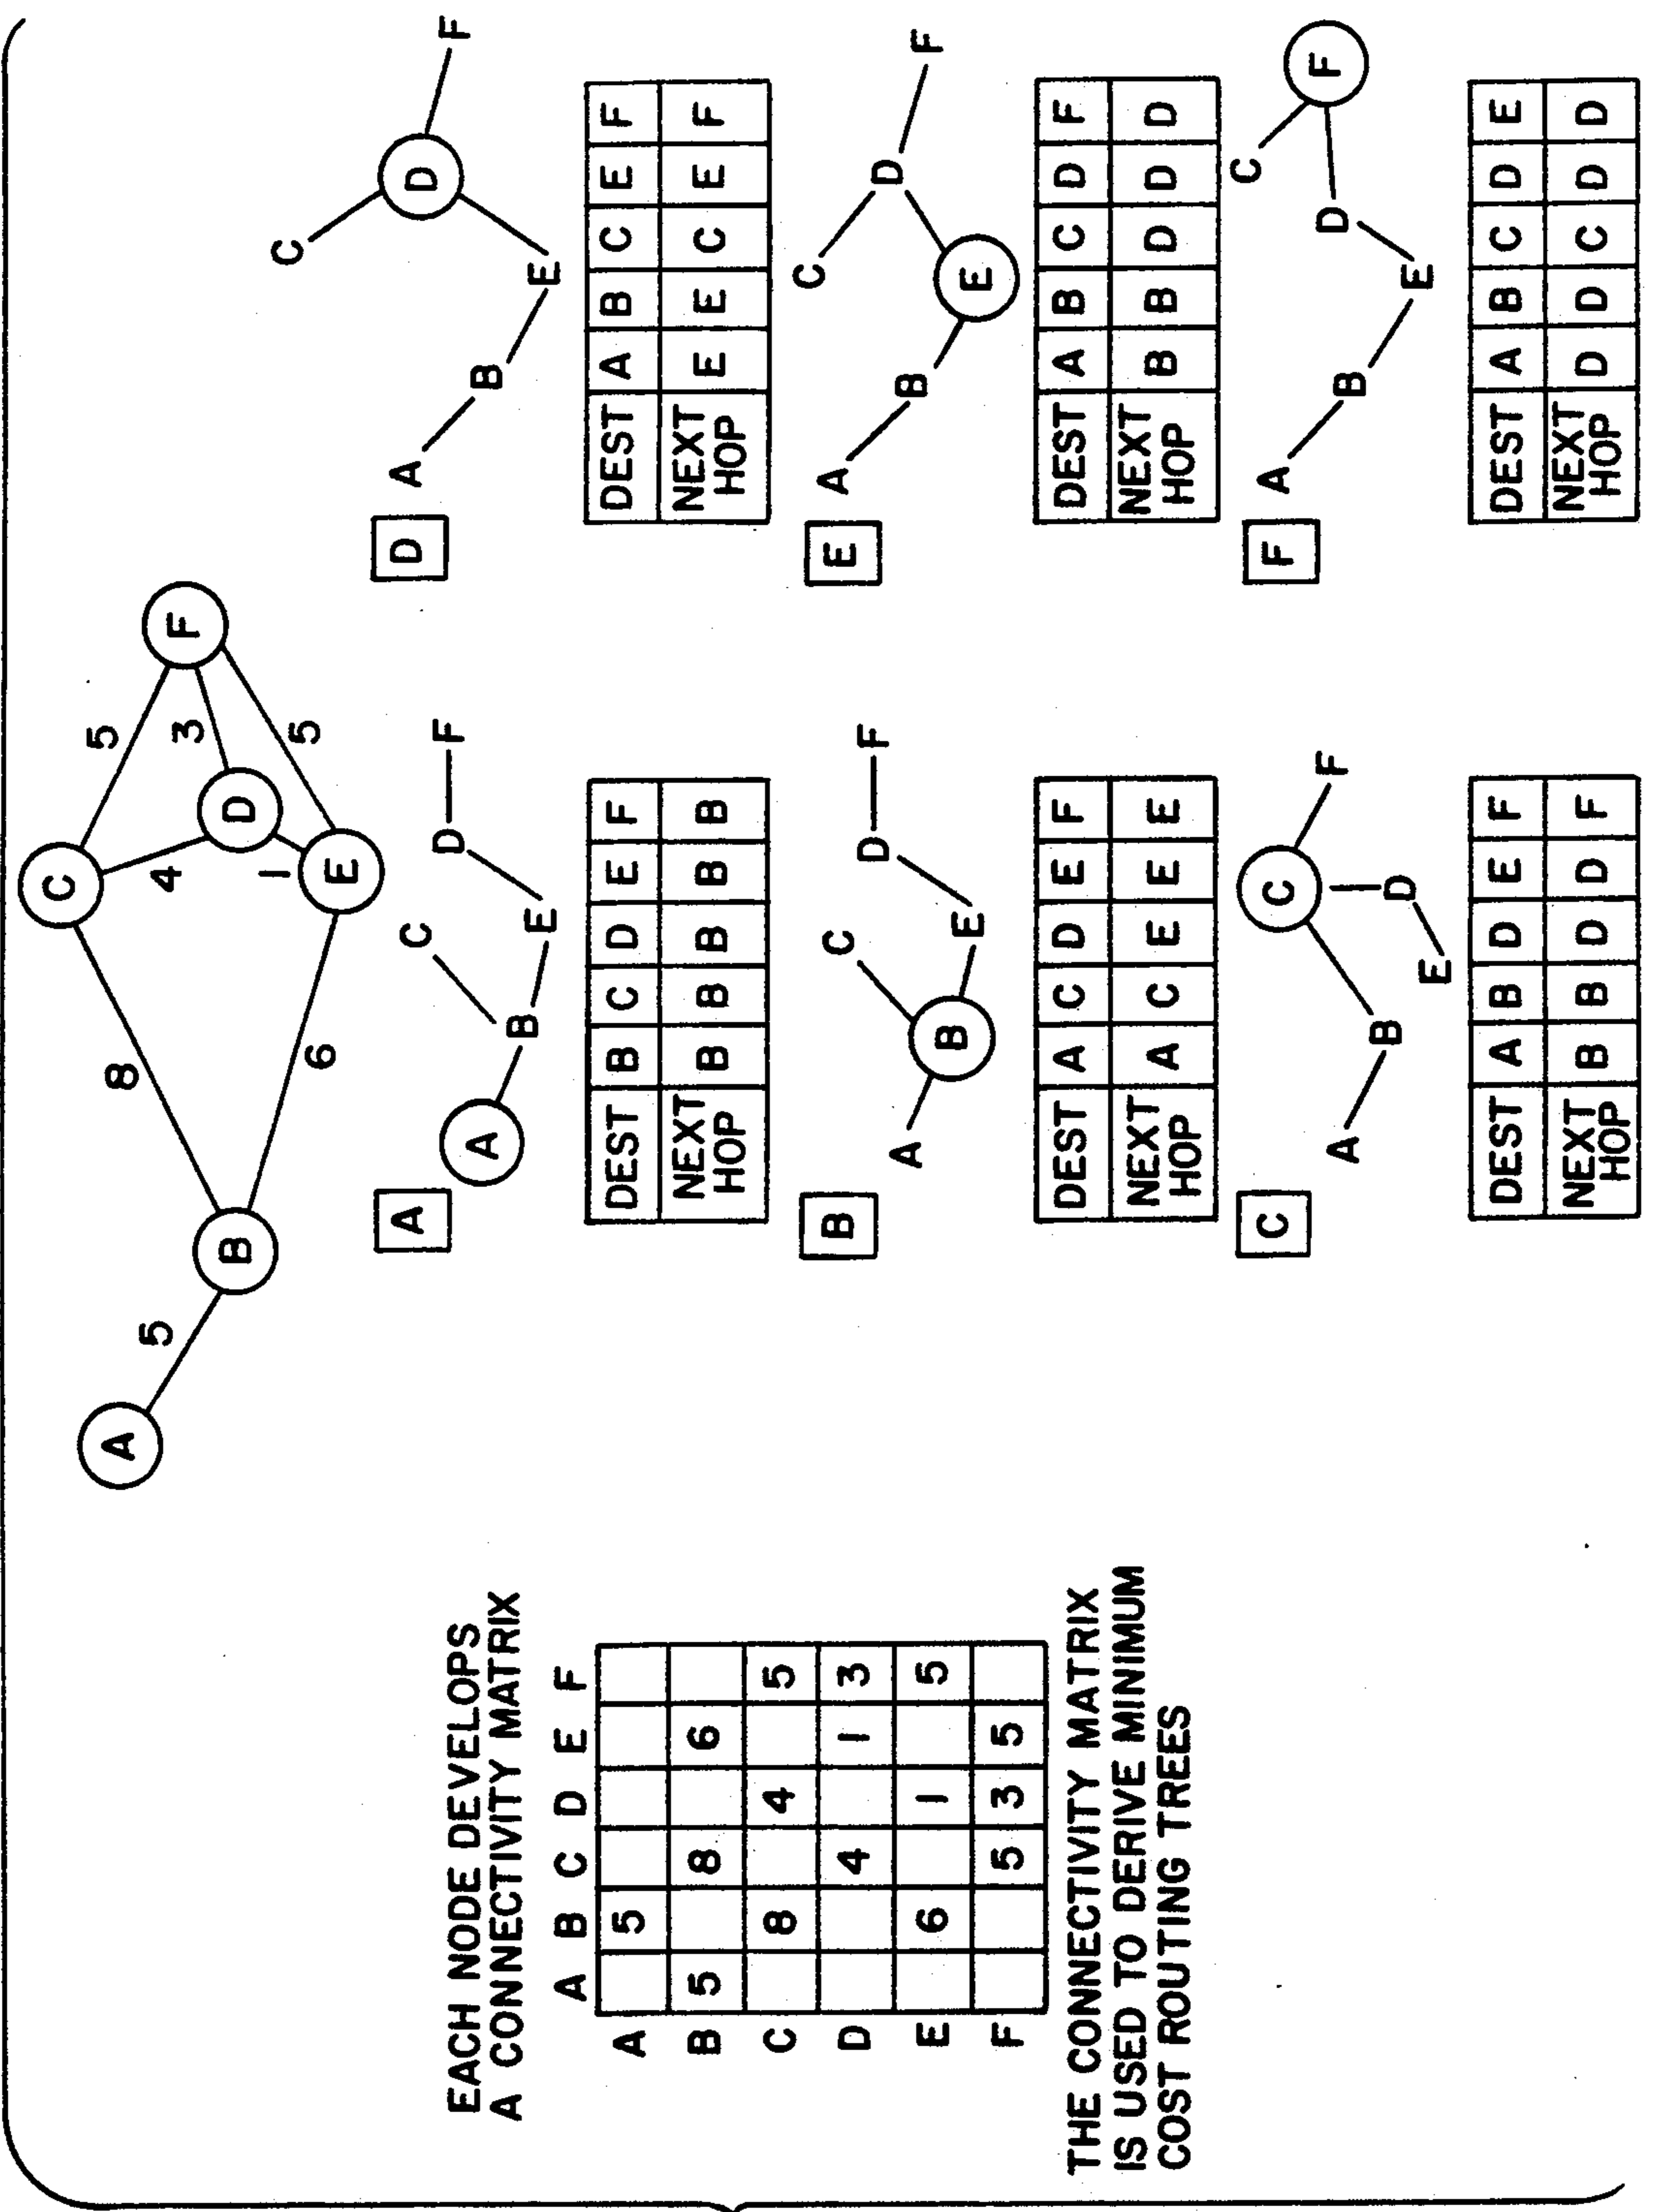 EACH NODE DEVELOPS
A CONNECTIVITY MATRIX
A B C D E F
A 5
B 5 8 6
C 8 4 5
D 4 1 3
E 6 1 5
F 5 3 5
THE CONNECTIVITY MATRIX
IS USED TO DERIVE MINIMUM
COST ROUTING TREES
A 5 B 8 6 C 4 5 D 1 3 E 5 F
A
A B C E D F
DEST B C D E F
NEXT HOP B B B B B
B
A B C E D F
DEST A C D E F
NEXT HOP A C E E E
C
A B C E D F
DEST A B D E F
NEXT HOP B B D D F
D
A B C E D F
DEST A B C E F
NEXT HOP E E C E F
E
A B C E D F
DEST A B C D F
NEXT HOP B B D D D
F
A B E D C F
DEST A B C D E
NEXT HOP D D C D D